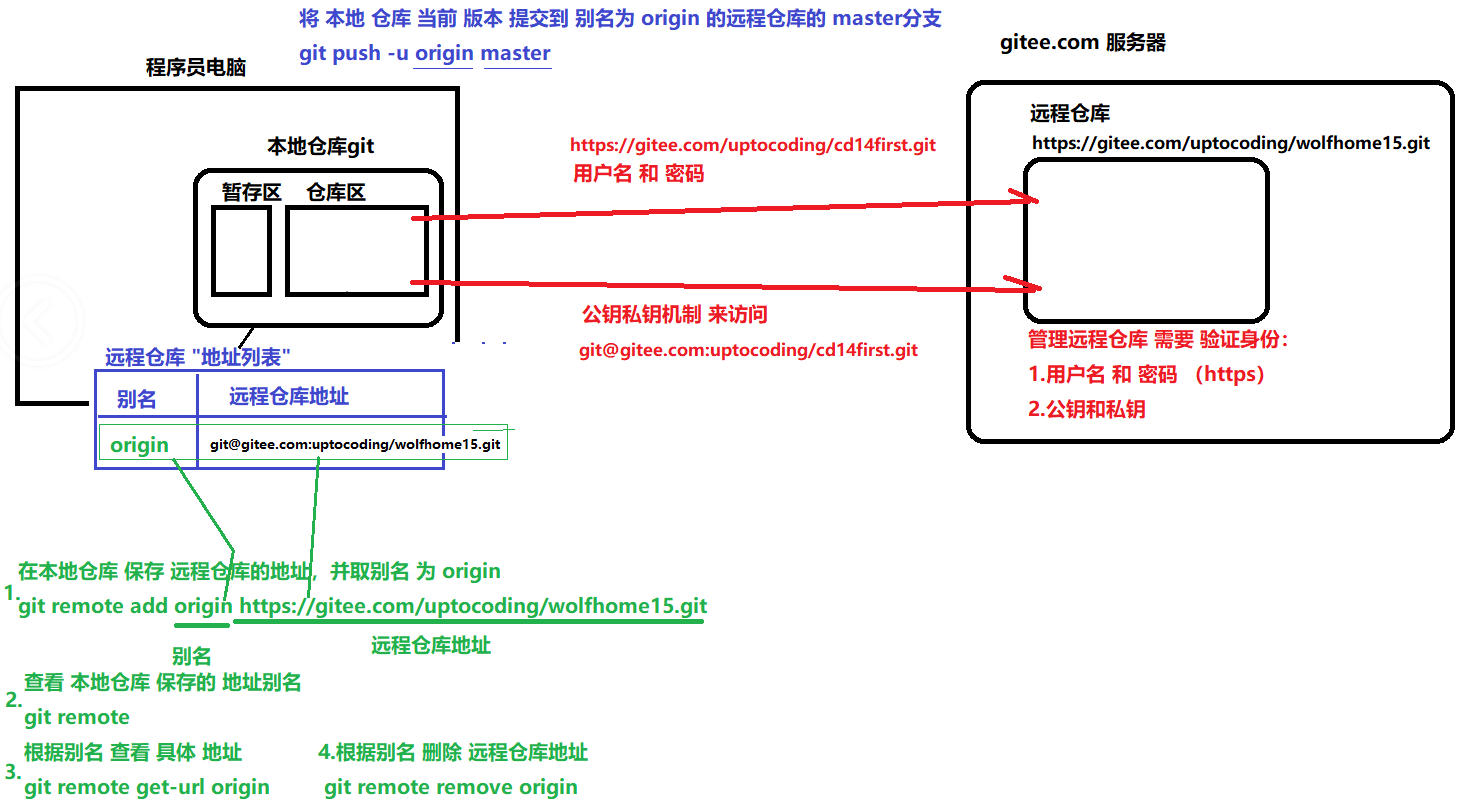 将 本地 仓库 当前 版本 提交到 别名为 origin 的远程仓库的 master分支
git push -u origin master
gitee.com 服务器
程序员电脑
远程仓库
https://gitee.com/uptocoding/wolfhome15.git
本地仓库git
https://gitee.com/uptocoding/cd14first.git
用户名 和 密码
暂存区 仓库区
公钥私钥机制 来访问
git@gitee.com:uptocoding/cd14first.git
管理远程仓库 需要 验证身份：
1.用户名 和 密码 （https）
2.公钥和私钥
远程仓库 "地址列表"
别名 远程仓库地址
origin git@gitee.com:uptocoding/wolfhome15.git
在本地仓库 保存 远程仓库的地址，并取别名 为 origin
1. git remote add origin https://gitee.com/uptocoding/wolfhome15.git
别名 远程仓库地址
查看 本地仓库 保存的 地址别名
2. git remote
根据别名 查看 具体 地址
3. git remote get-url origin
4.根据别名 删除 远程仓库地址
git remote remove origin